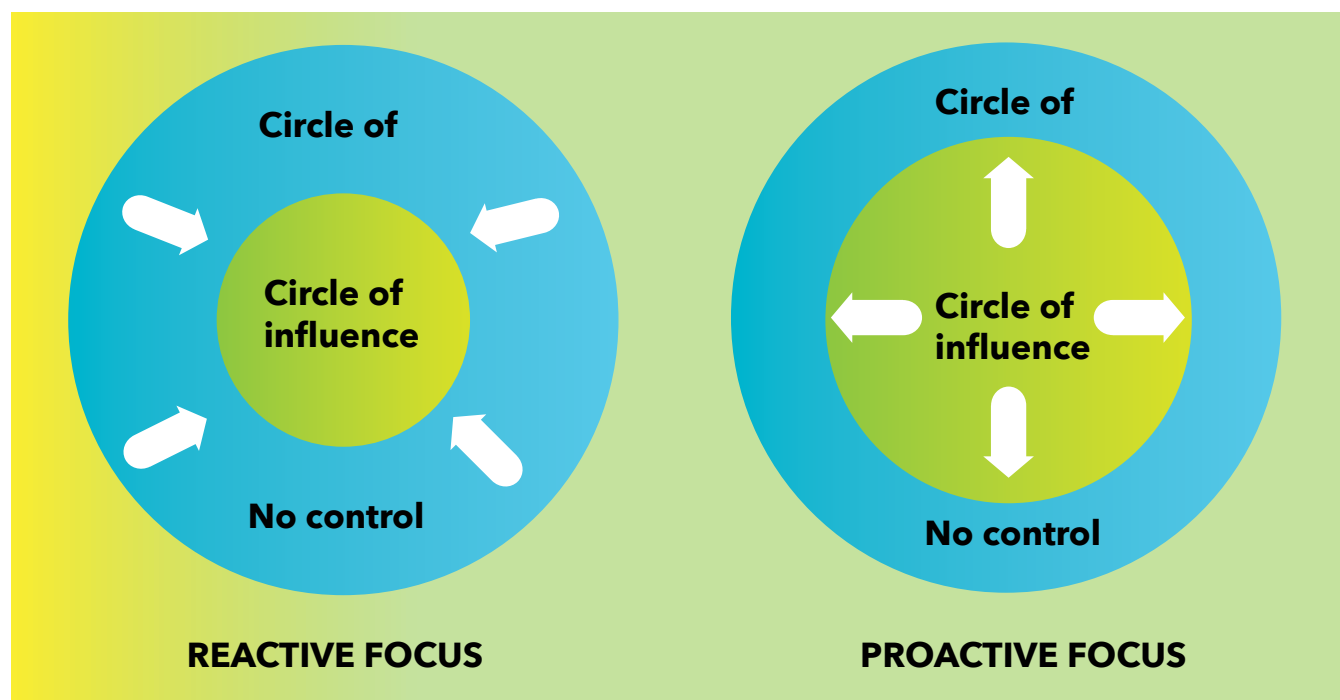 Circle of
Circle of
influence
No control
REACTIVE FOCUS
Circle of
Circle of
influence
No control
PROACTIVE FOCUS